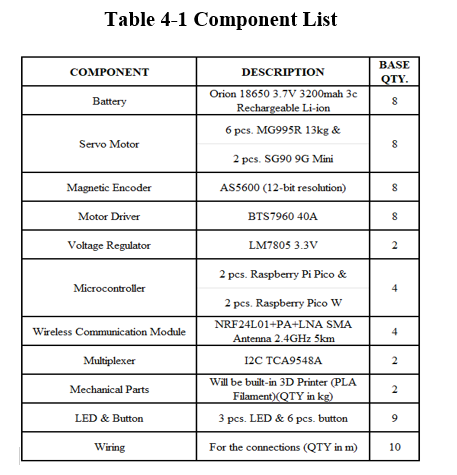 Table 4-1 Component List
COMPONENT DESCRIPTION BASE QTY.
Battery Orion 18650 3.7V 3200mah 3c Rechargeable Li-ion 8
Servo Motor 6 pcs. MG995R 13kg & 2 pcs. SG90 9G Mini 8
Magnetic Encoder AS5600 (12-bit resolution) 8
Motor Driver BTS7960 40A 8
Voltage Regulator LM7805 3.3V 2
Microcontroller 2 pcs. Raspberry Pi Pico & 2 pcs. Raspberry Pico W 4
Wireless Communication Module NRF24L01+PA+LNA SMA Antenna 2.4GHz 5km 4
Multiplexer I2C TCA9548A 2
Mechanical Parts Will be built-in 3D Printer (PLA Filament)(QTY in kg) 2
LED & Button 3 pcs. LED & 6 pcs. button 9
Wiring For the connections (QTY in m) 10